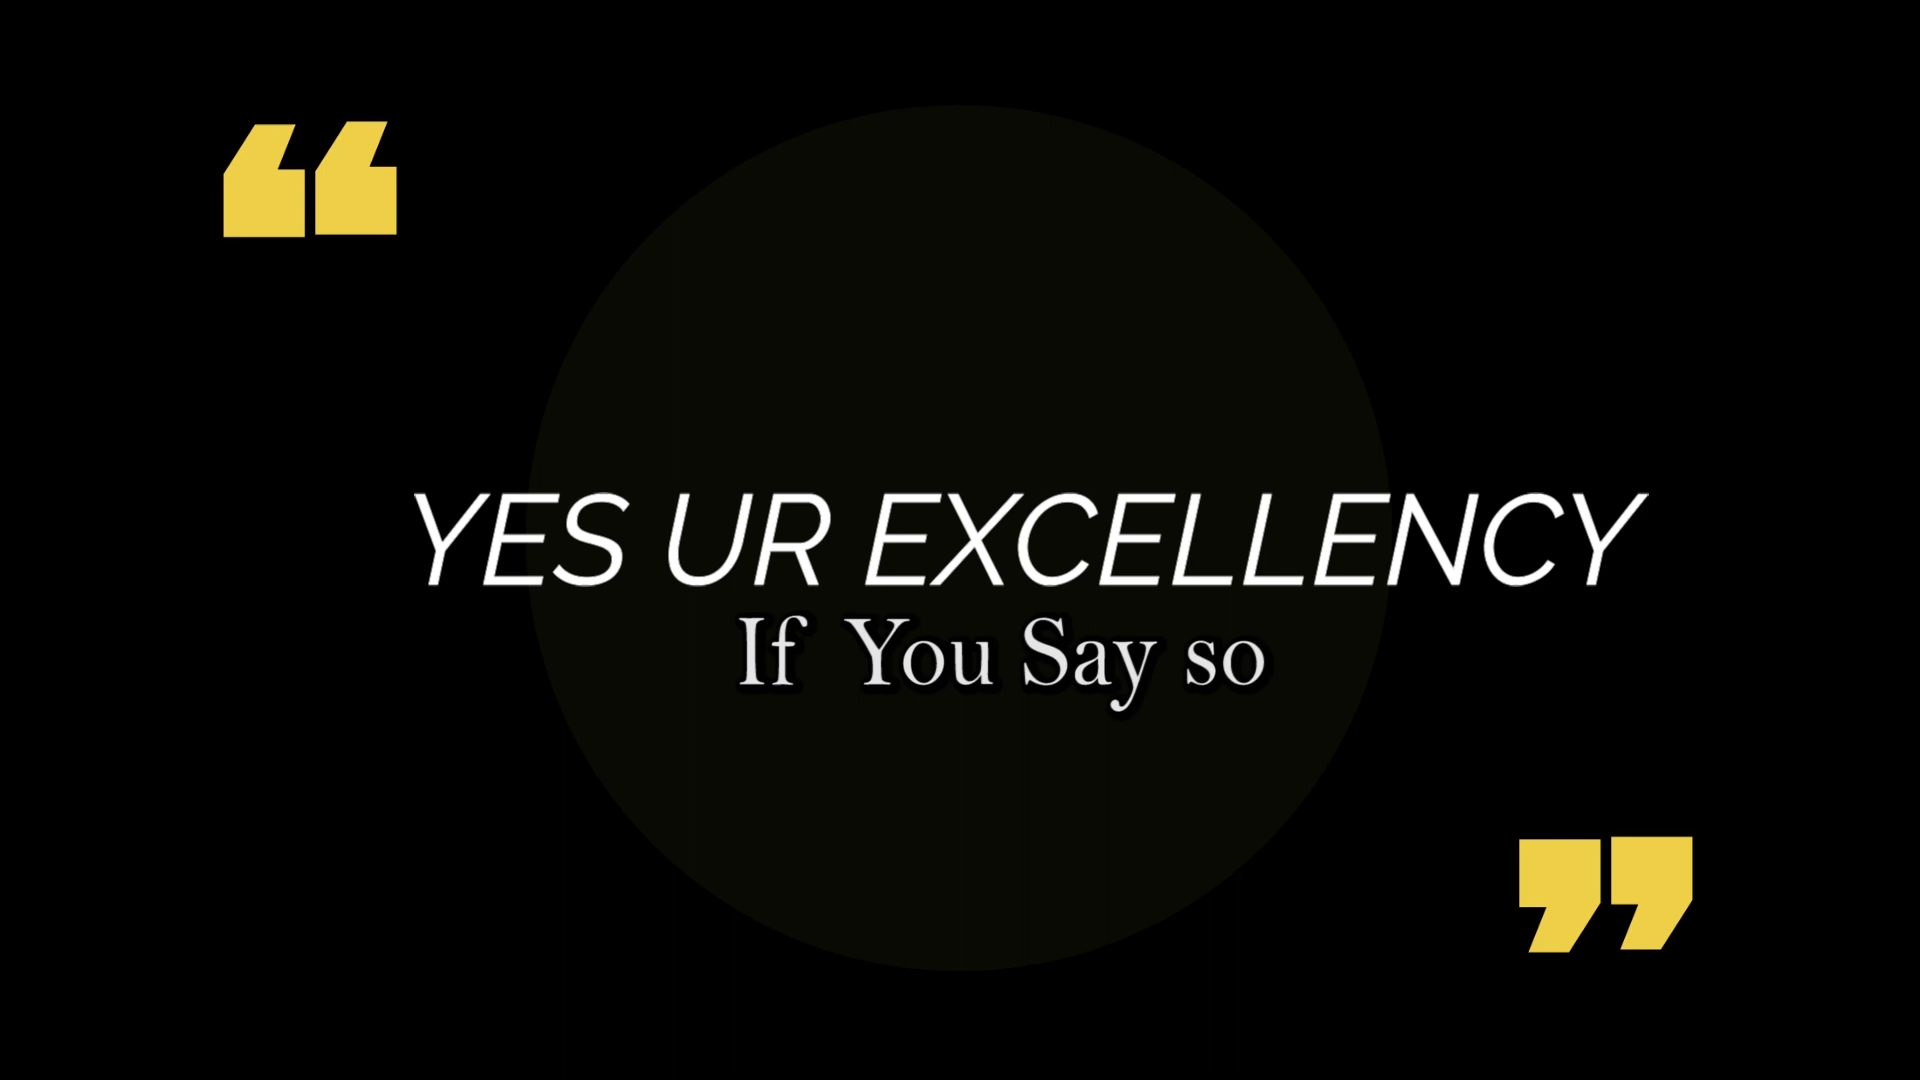 “
YES UR EXCELLENCY
If You Say so
”